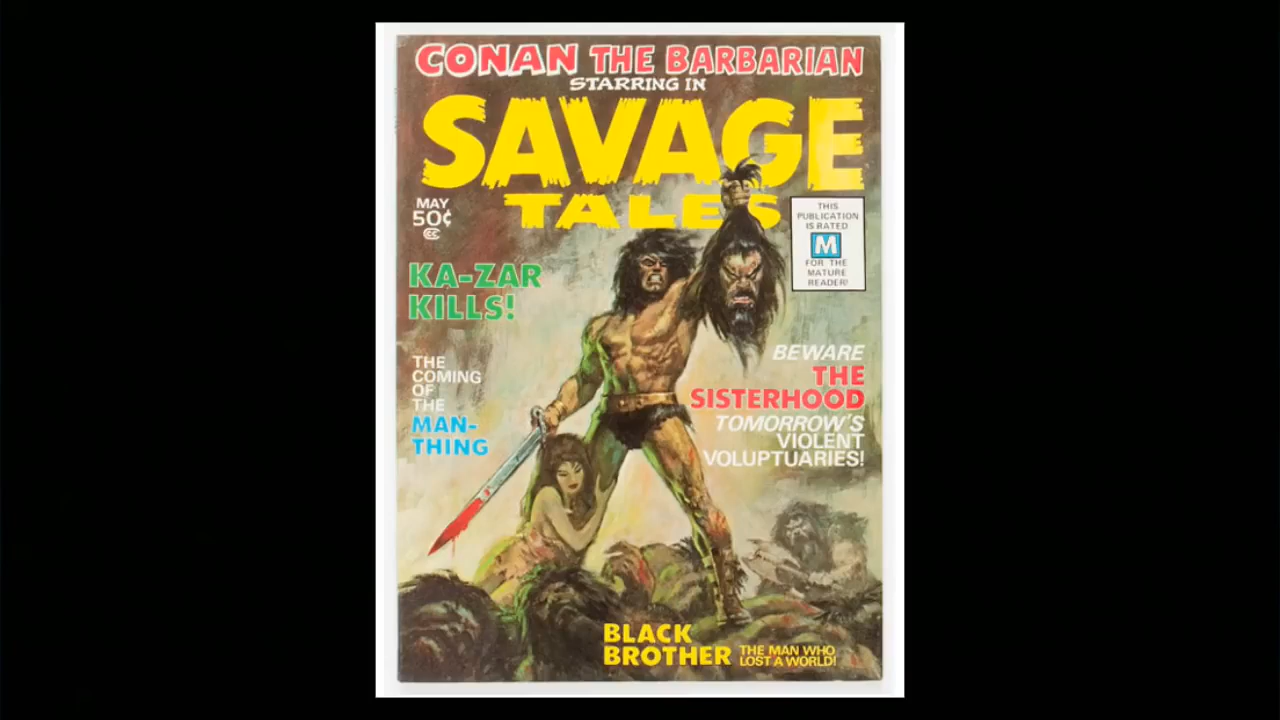 CONAN THE BARBARIAN
STARRING IN
SAVAGE
TALES
MAY
50¢
CC
THIS
PUBLICATION
IS RATED
M
FOR THE
MATURE
READER!
KA-ZAR
KILLS!
THE
COMING
OF
THE
MAN-
THING
BEWARE
THE
SISTERHOOD
TOMORROW'S
VIOLENT
VOLUPTUARIES!
BLACK
BROTHER
THE MAN WHO
LOST A WORLD!